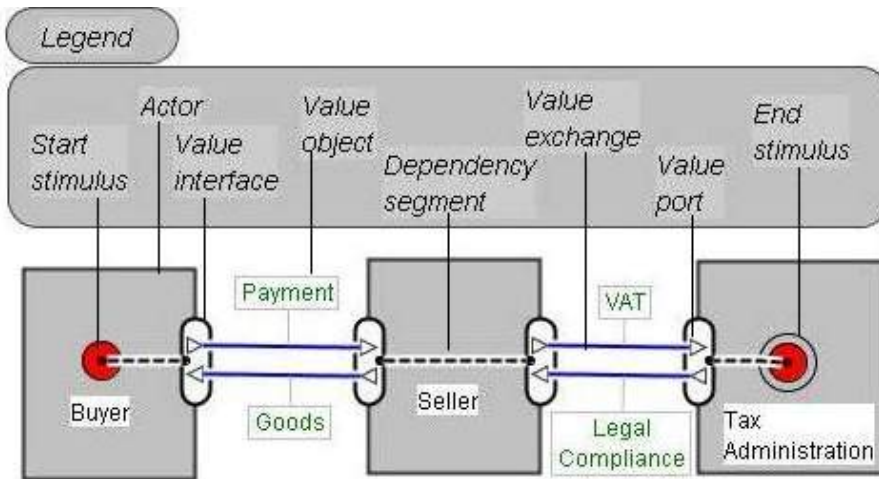 Legend
Actor
Value
object
Value
exchange
End
stimulus
Start
stimulus
Value
interface
Dependency
segment
Value
port
Payment
VAT
Buyer
Goods
Seller
Legal
Compliance
Tax
Administration